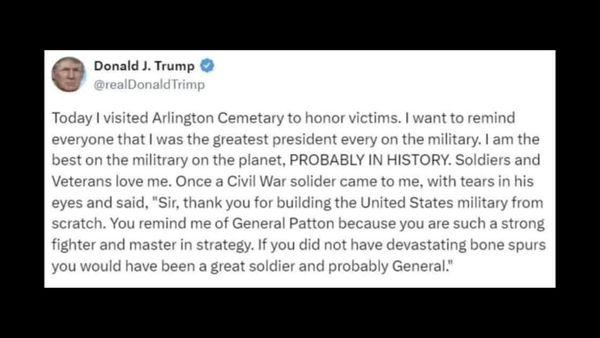 Donald J. Trump
@realDonaldTrimp
Today I visited Arlington Cemetary to honor victims. I want to remind
everyone that I was the greatest president every on the military. I am the
best on the militrary on the planet, PROBABLY IN HISTORY. Soldiers and
Veterans love me. Once a Civil War solider came to me, with tears in his
eyes and said, "Sir, thank you for building the United States military from
scratch. You remind me of General Patton because you are such a strong
fighter and master in strategy. If you did not have devastating bone spurs
you would have been a great soldier and probably General."